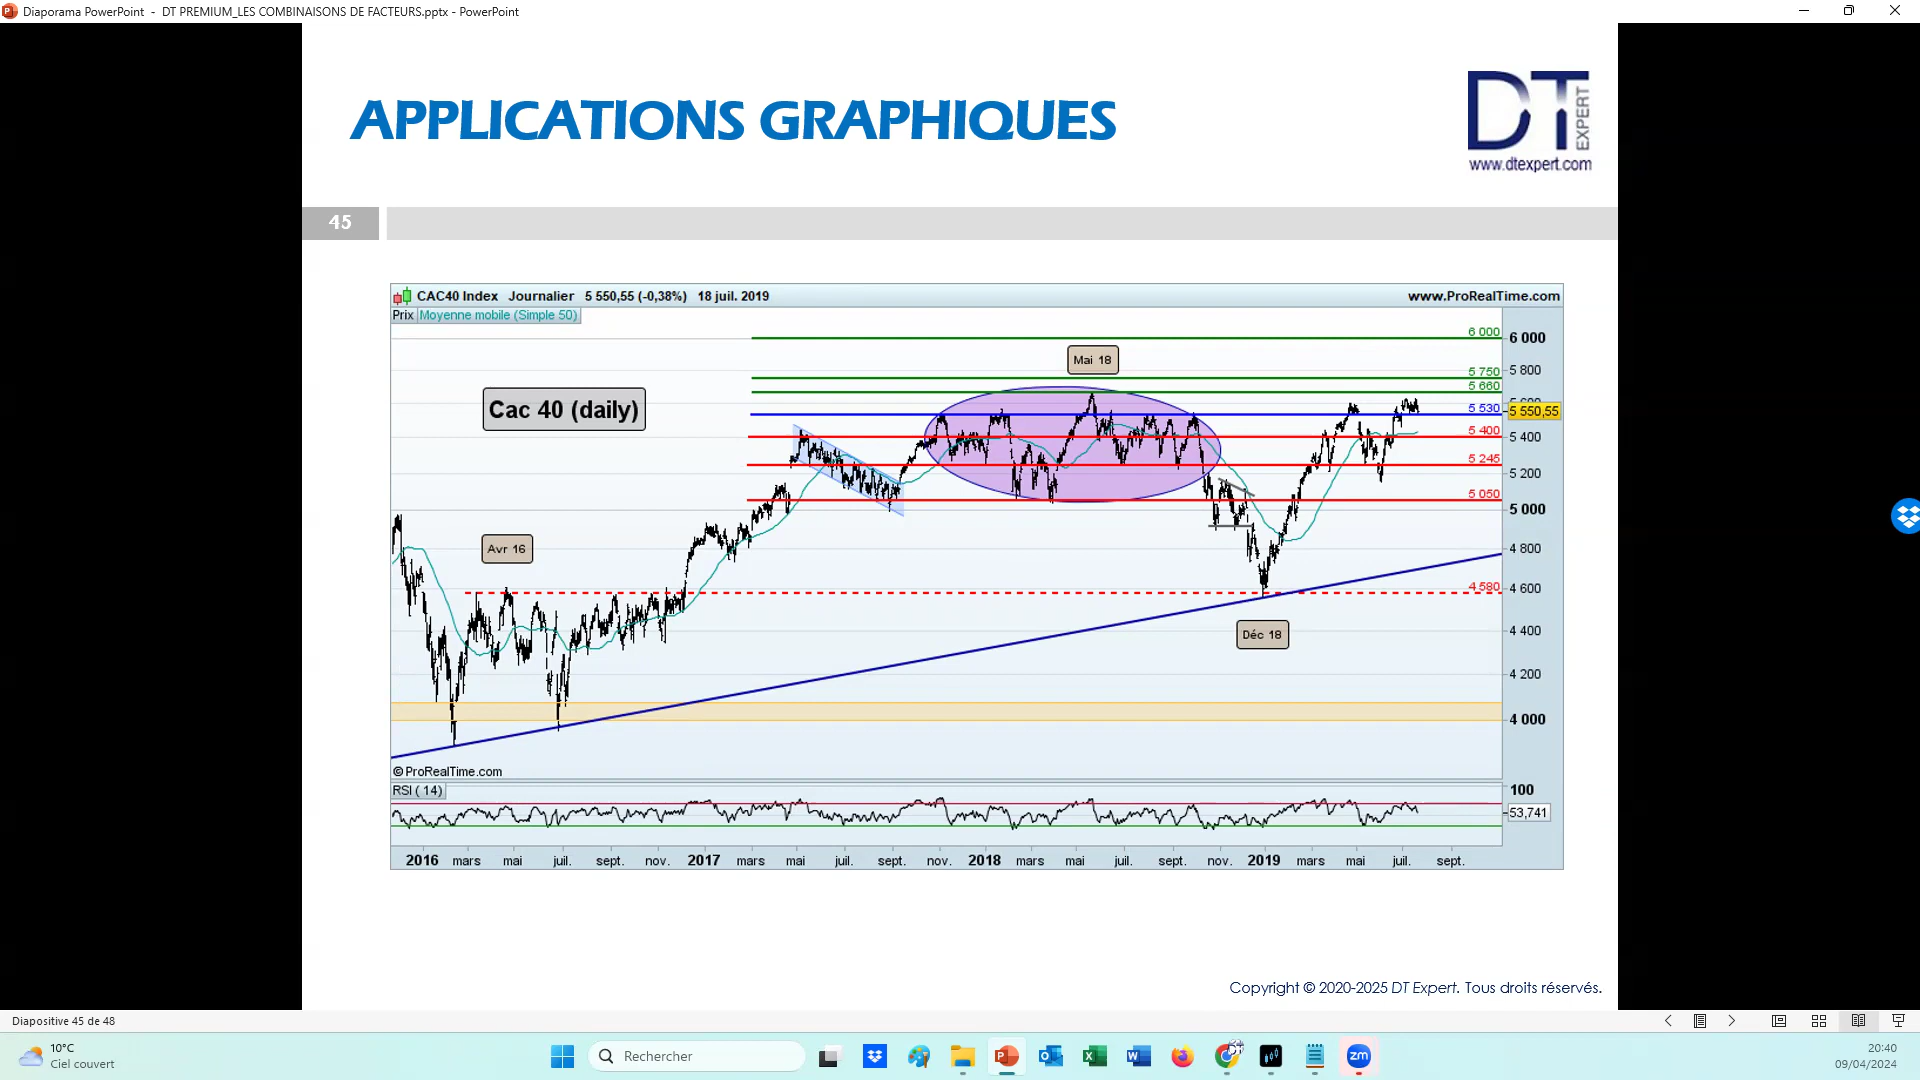 Diaporama PowerPoint - DT PREMIUM_LES COMBINAISONS DE FACTEURS.pptx - PowerPoint
APPLICATIONS GRAPHIQUES
DT
EXPERT
www.dtexpert.com
45
CAC40 Index Journalier 5 550,55 (-0,38%) 18 juil. 2019
www.ProRealTime.com
Prix Moyenne mobile (Simple 50)
6 000
6 000
Mai 18
5 800
5 750
5 660
Cac 40 (daily)
5 530
5 550,55
5 400
5 400
5 245
5 200
5 050
5 000
Avr 16
4 800
4 580
4 600
Déc 18
4 400
4 200
4 000
© ProRealTime.com
RSI ( 14)
100
53,741
2016 mars mai juil. sept. nov. 2017 mars mai juil. sept. nov. 2018 mars mai juil. sept. nov. 2019 mars mai juil. sept.
Copyright © 2020-2025 DT Expert. Tous droits réservés.
Diapositive 45 de 48
10°C
Ciel couvert
Rechercher
zm
20:40
09/04/2024